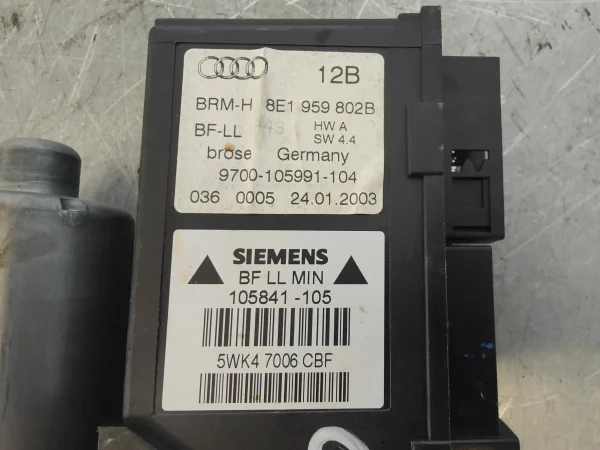 12B
BRM-H 8E1 959 802B
BF-LL HW A
SW 4.4
brose Germany
9700-105991-104
036 0005 24.01.2003
SIEMENS
BF LL MIN
105841-105
5WK4 7006 CBF